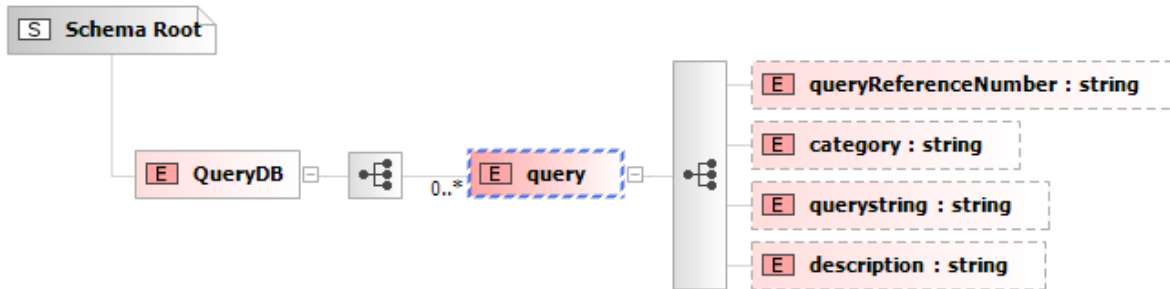 S Schema Root
E queryReferenceNumber : string
E category : string
E QueryDB
0..*
E query
E querystring : string
E description : string